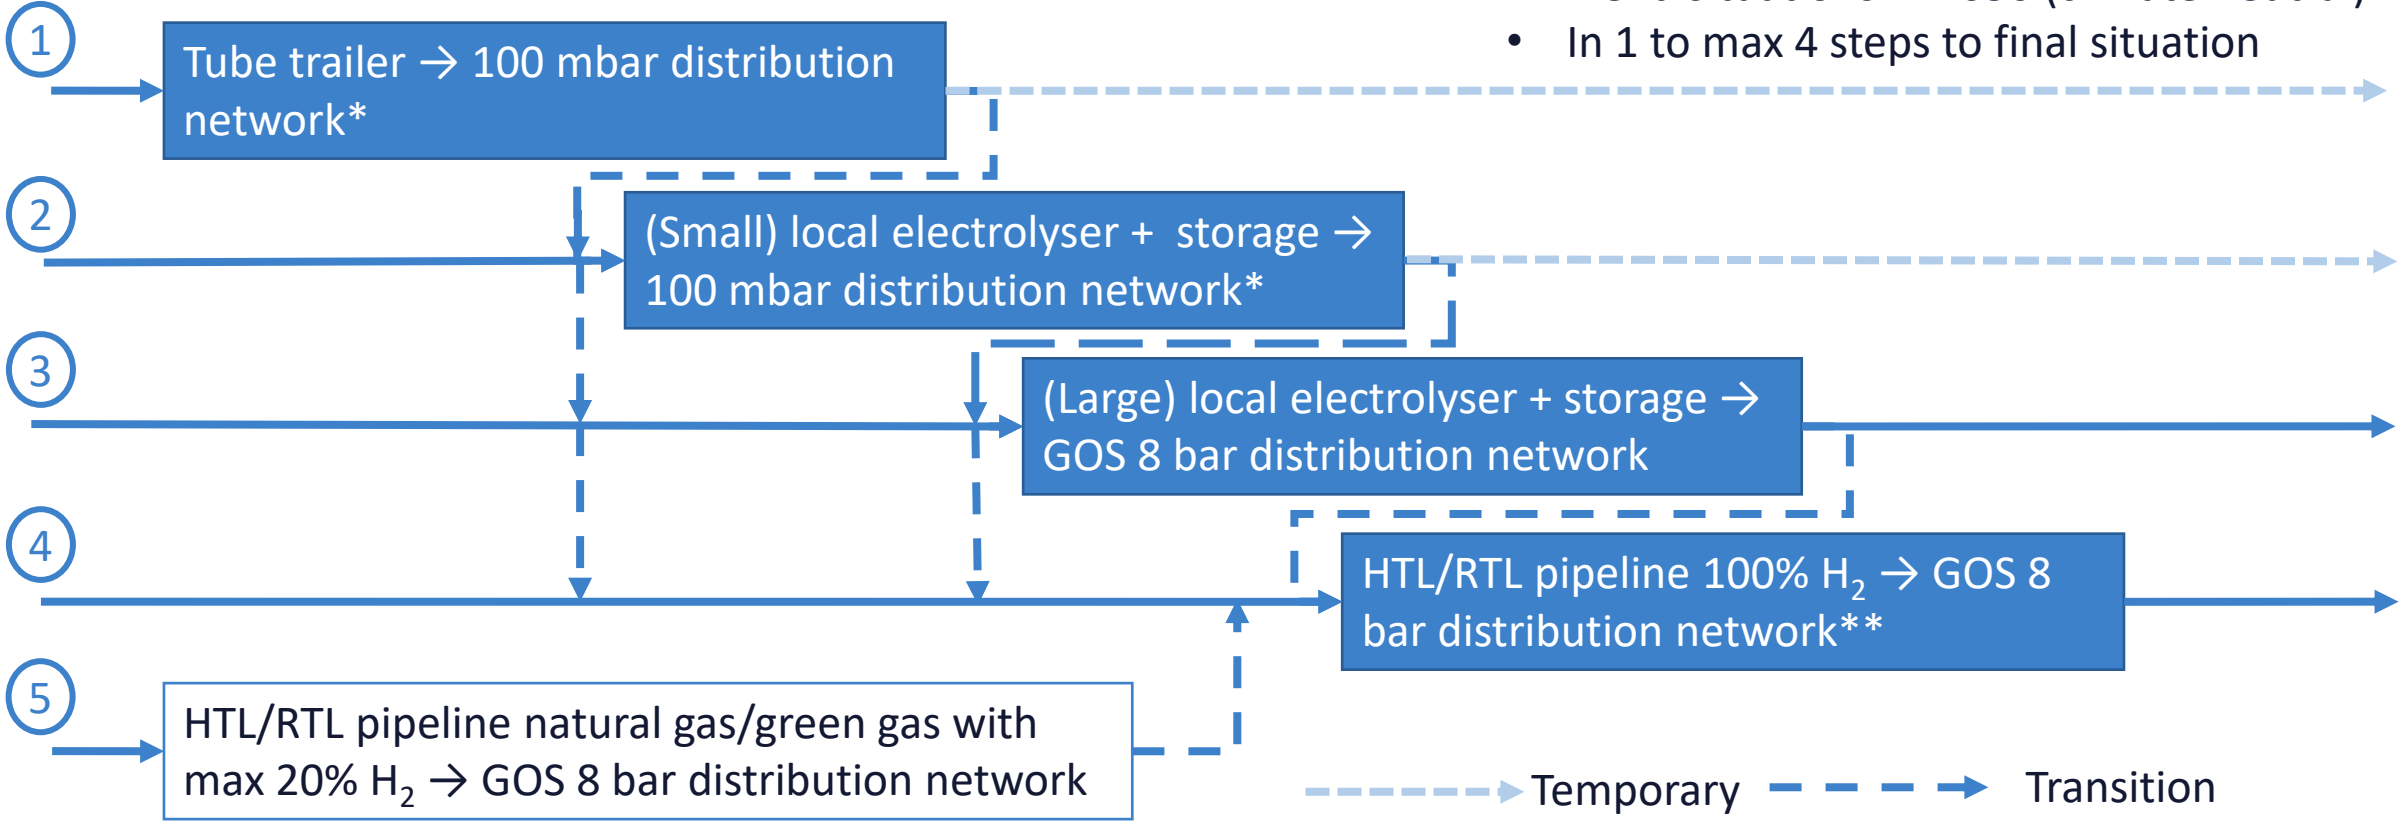 • In 1 to max 4 steps to final situation
1
Tube trailer → 100 mbar distribution
network*
2
(Small) local electrolyser + storage →
100 mbar distribution network*
3
(Large) local electrolyser + storage →
GOS 8 bar distribution network
4
HTL/RTL pipeline 100% H₂ → GOS 8
bar distribution network**
5
HTL/RTL pipeline natural gas/green gas with
max 20% H₂ → GOS 8 bar distribution network
Temporary
Transition